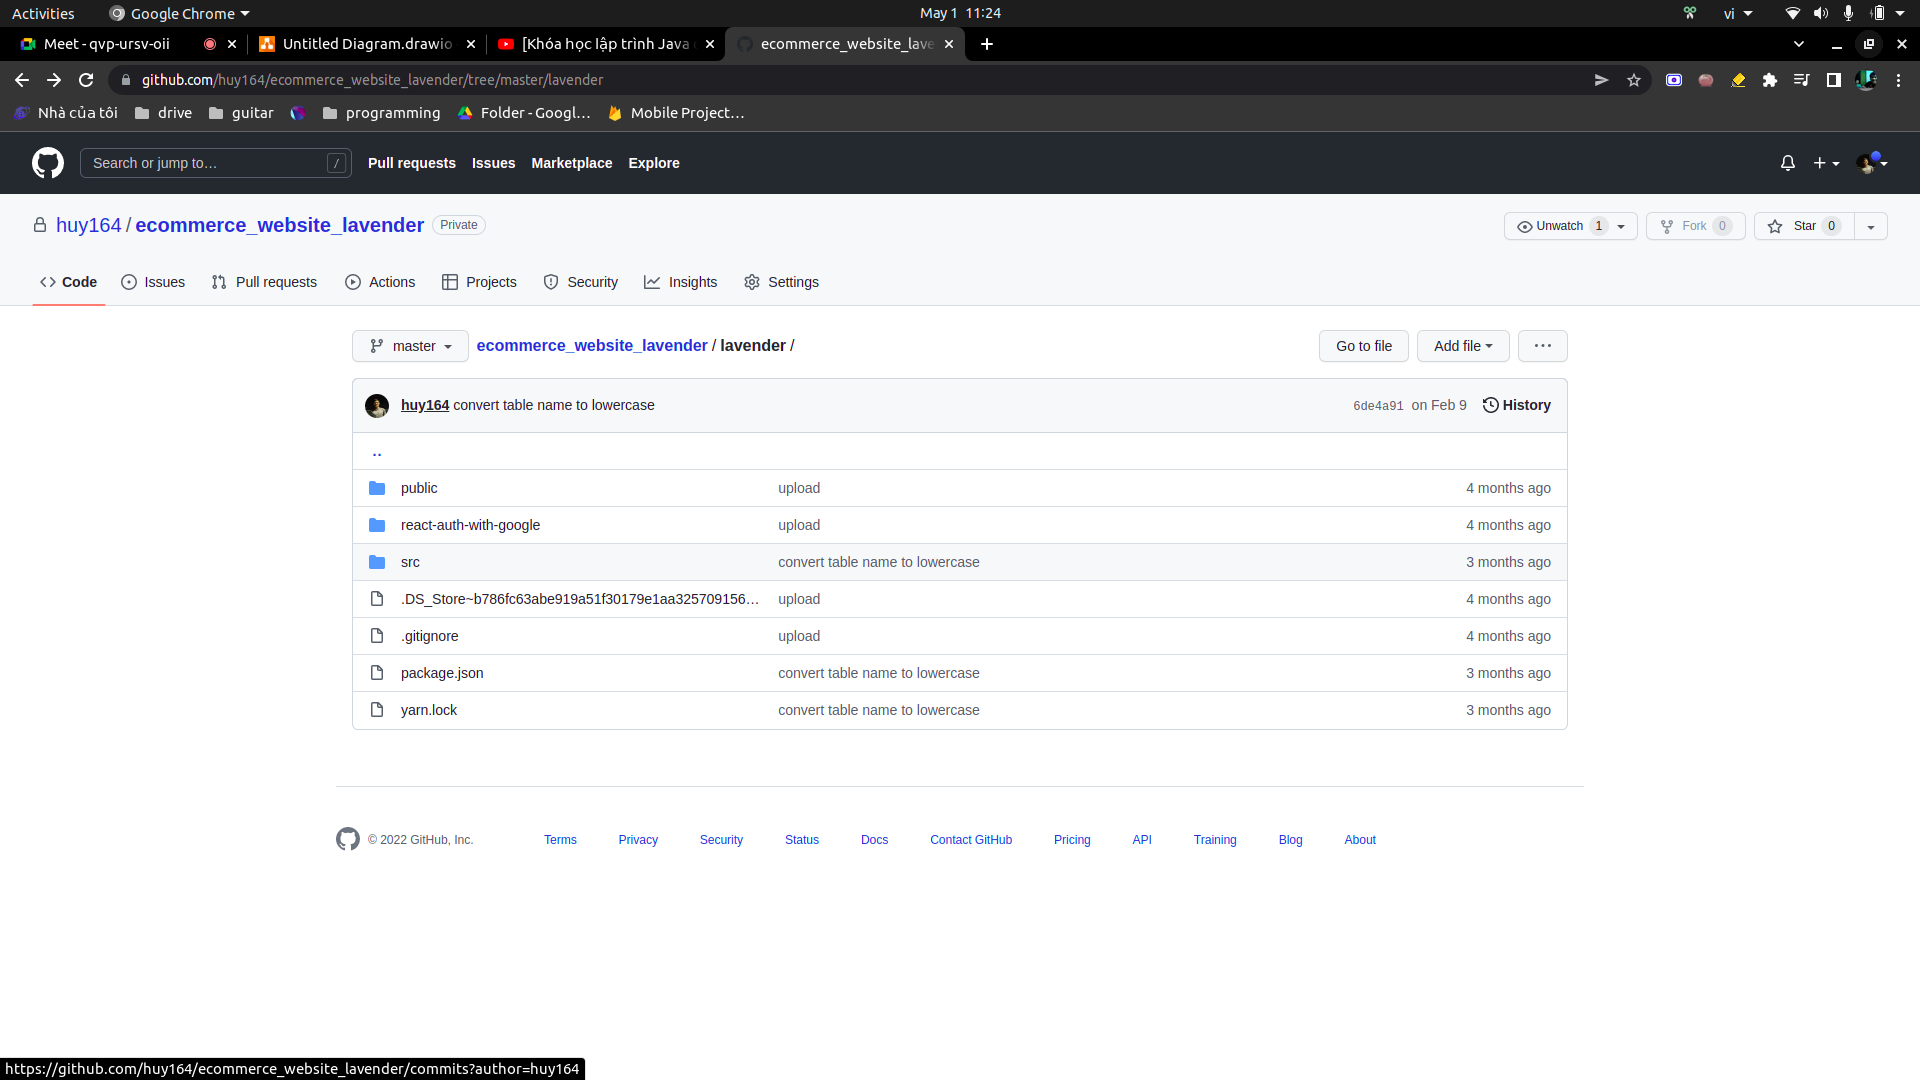 Activities Google Chrome May 1 11:24 vi
Meet - qvp-ursv-oii Untitled Diagram.drawio [Khóa học lập trình Java ecommerce_website_lave
github.com/huy164/ecommerce_website_lavender/tree/master/lavender
Nhà của tôi drive guitar programming Folder - Googl... Mobile Project...
Search or jump to... / Pull requests Issues Marketplace Explore
huy164 / ecommerce_website_lavender Private Unwatch 1 Fork 0 Star 0
Code Issues Pull requests Actions Projects Security Insights Settings
master ecommerce_website_lavender / lavender / Go to file Add file ...
huy164 convert table name to lowercase 6de4a91 on Feb 9 History
..
public upload 4 months ago
react-auth-with-google upload 4 months ago
src convert table name to lowercase 3 months ago
.DS_Store~b786fc63abe919a51f30179e1aa325709156... upload 4 months ago
.gitignore upload 4 months ago
package.json convert table name to lowercase 3 months ago
yarn.lock convert table name to lowercase 3 months ago
© 2022 GitHub, Inc. Terms Privacy Security Status Docs Contact GitHub Pricing API Training Blog About
https://github.com/huy164/ecommerce_website_lavender/commits?author=huy164